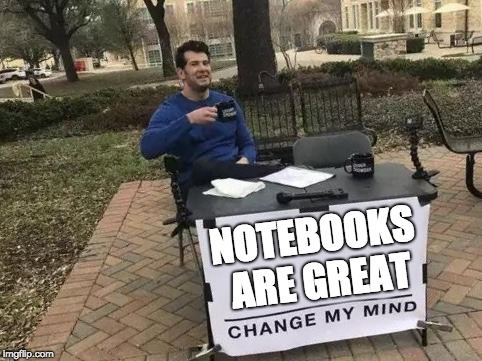 NOTEBOOKS
ARE GREAT
CHANGE MY MIND
imgflip.com